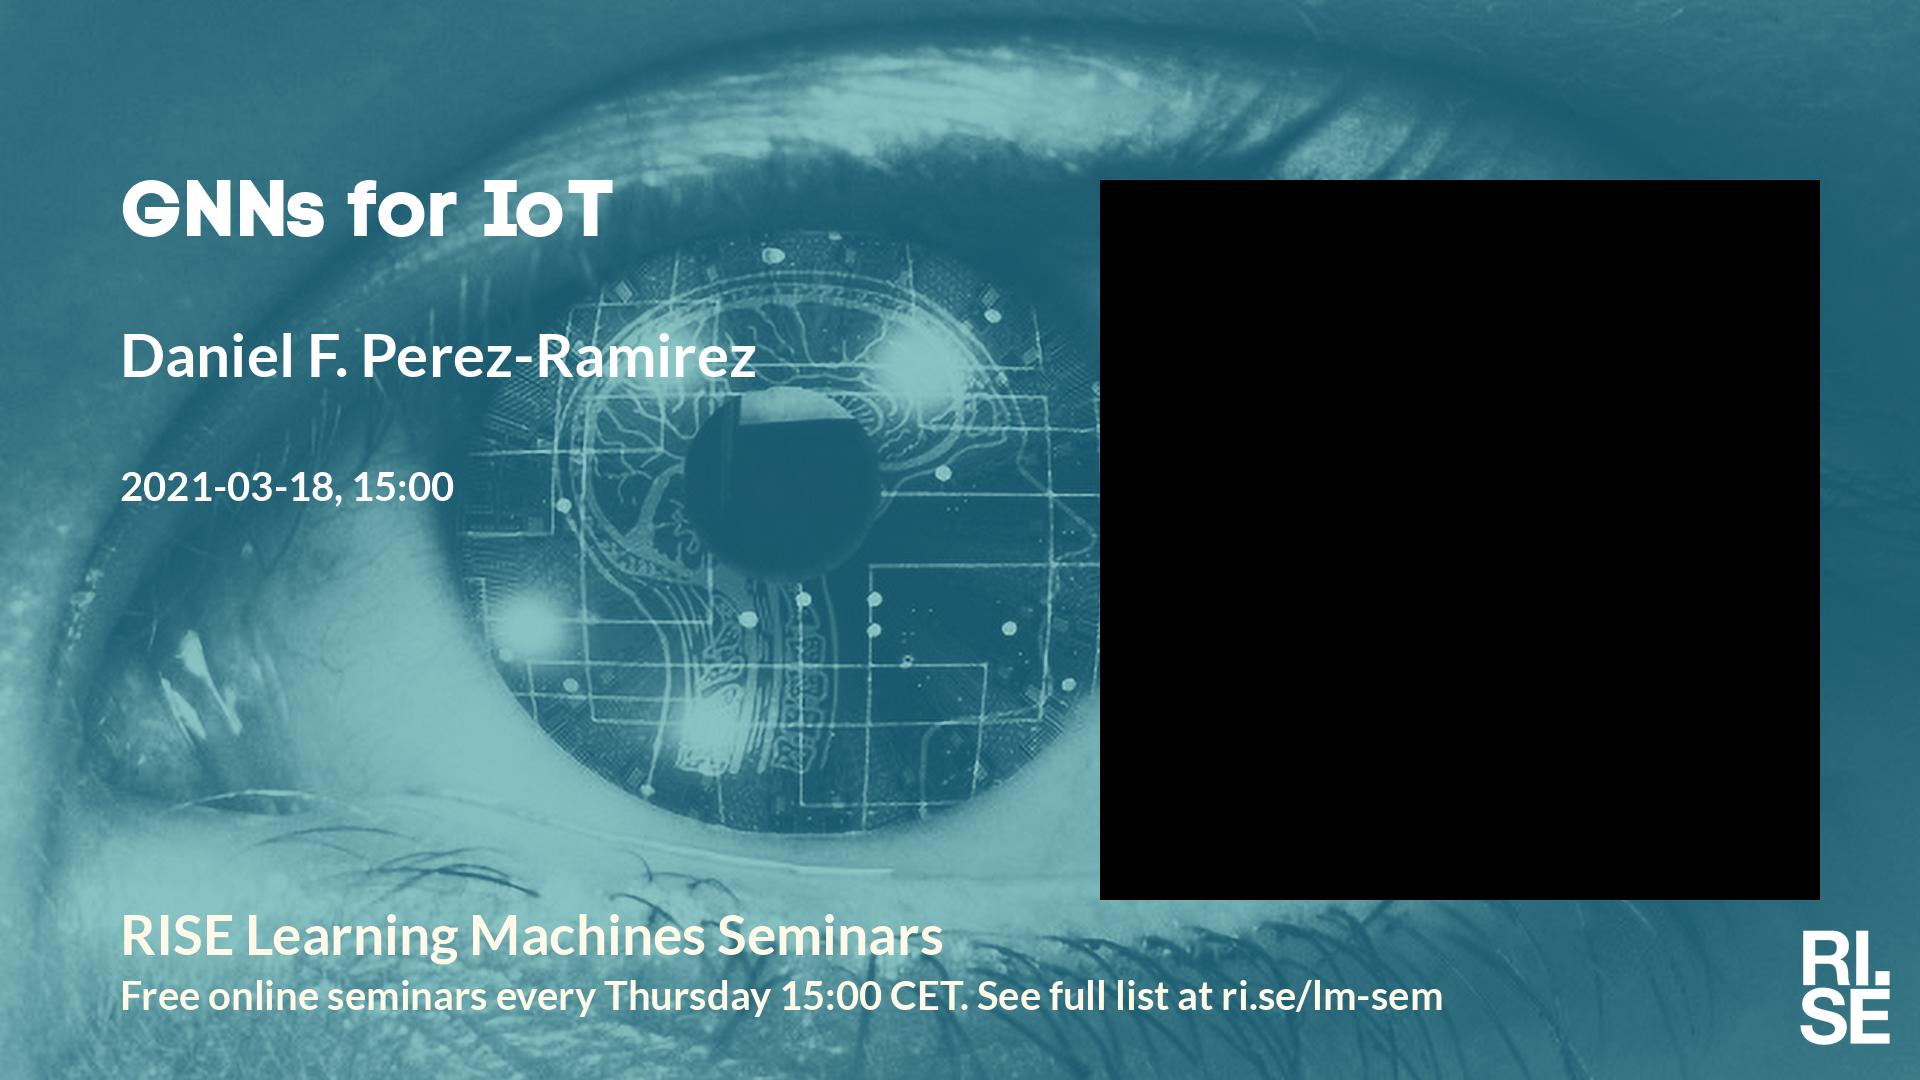 GNNs for IoT
Daniel F. Perez-Ramirez
2021-03-18, 15:00
RISE Learning Machines Seminars
Free online seminars every Thursday 15:00 CET. See full list at ri.se/lm-sem
RI.
SE